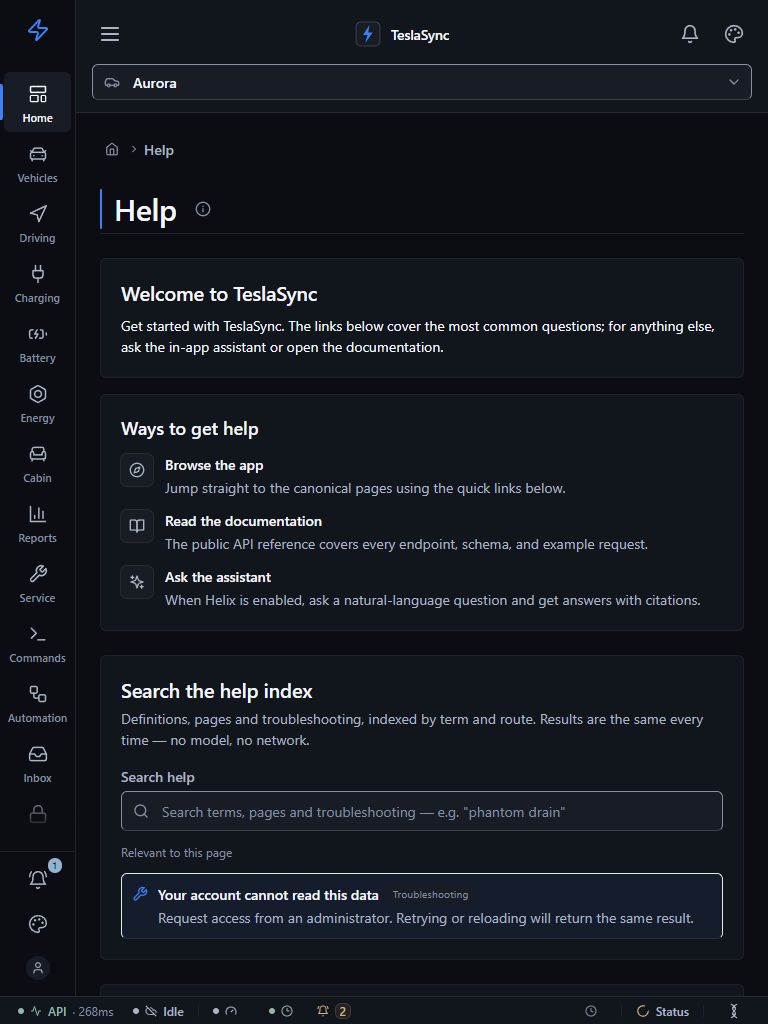 TeslaSync
Aurora
Home
Vehicles
Driving
Charging
Battery
Energy
Cabin
Reports
Service
Commands
Automation
Inbox
1
Help
Help
Welcome to TeslaSync
Get started with TeslaSync. The links below cover the most common questions; for anything else,
ask the in-app assistant or open the documentation.
Ways to get help
Browse the app
Jump straight to the canonical pages using the quick links below.
Read the documentation
The public API reference covers every endpoint, schema, and example request.
Ask the assistant
When Helix is enabled, ask a natural-language question and get answers with citations.
Search the help index
Definitions, pages and troubleshooting, indexed by term and route. Results are the same every
time — no model, no network.
Search help
Search terms, pages and troubleshooting — e.g. "phantom drain"
Relevant to this page
Your account cannot read this data Troubleshooting
Request access from an administrator. Retrying or reloading will return the same result.
API · 268ms Idle 2 Status